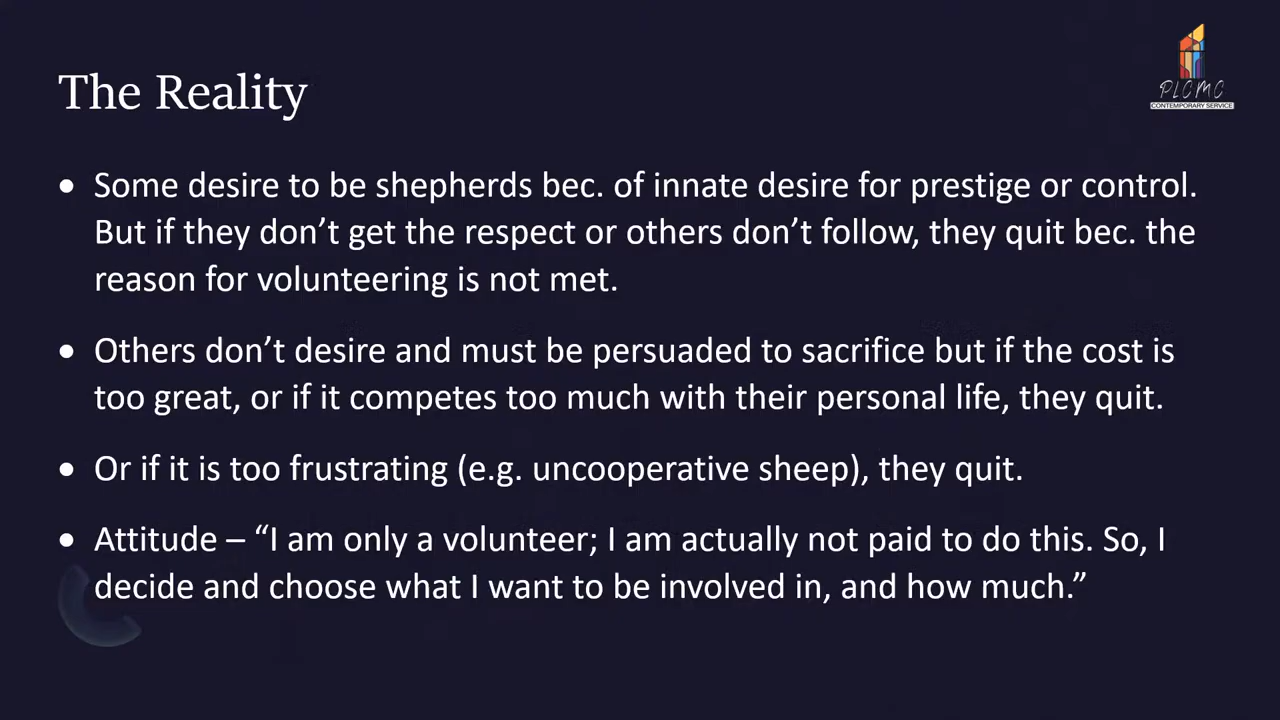 PLCMC
CONTEMPORARY SERVICE
The Reality
• Some desire to be shepherds bec. of innate desire for prestige or control.
But if they don’t get the respect or others don’t follow, they quit bec. the
reason for volunteering is not met.
• Others don’t desire and must be persuaded to sacrifice but if the cost is
too great, or if it competes too much with their personal life, they quit.
• Or if it is too frustrating (e.g. uncooperative sheep), they quit.
• Attitude – “I am only a volunteer; I am actually not paid to do this. So, I
decide and choose what I want to be involved in, and how much.”